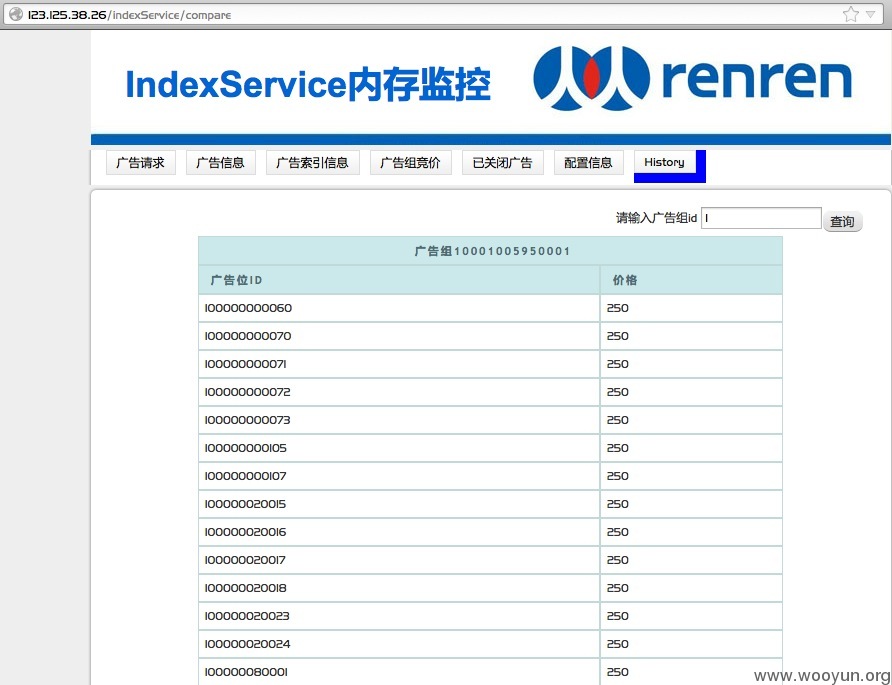 123.125.38.26/indexService/compare
IndexService内存监控 renren
广告请求 广告信息 广告索引信息 广告组竞价 已关闭广告 配置信息 History
请输入广告组id 1 查询
广告组10001005950001
广告位ID 价格
100000000060 250
100000000070 250
100000000071 250
100000000072 250
100000000073 250
100000000105 250
100000000107 250
100000020015 250
100000020016 250
100000020017 250
100000020018 250
100000020023 250
100000020024 250
100000080001 250
www.wooyun.org